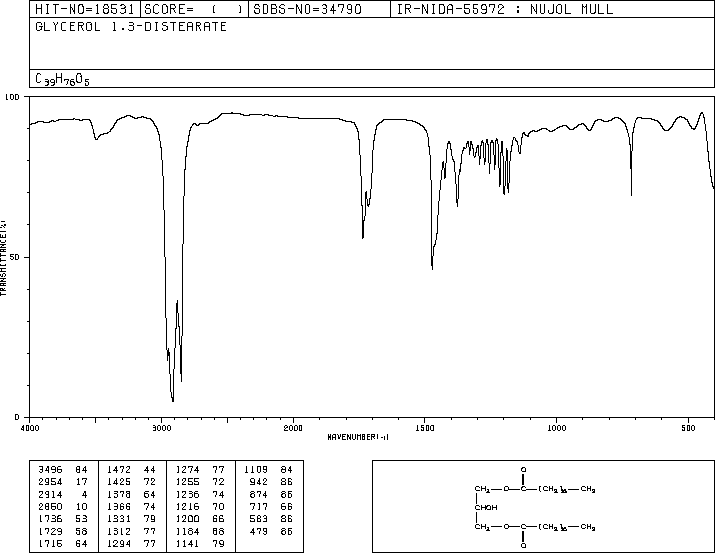 HIT-NO=18531 SCORE= ( ) SDBS-NO=34790 IR-NIDA-55972 : NUJOL MULL
GLYCEROL 1.3-DISTEARATE
C39H76O5
100
50
0
TRANSMITTANCE(%)
4000 3000 2000 1500 1000 500
WAVENUMBER(-1)
3496 84 1472 44 1274 77 1109 84
2954 17 1425 72 1255 72 942 86
2914 4 1378 64 1236 74 874 86
2850 10 1366 74 1216 70 717 66
1736 53 1331 79 1200 66 583 86
1729 58 1312 77 1184 68 479 86
1715 64 1294 77 1141 79
O
CH2 O C (CH2)16 CH3
CHOH
CH2 O C (CH2)16 CH3
O